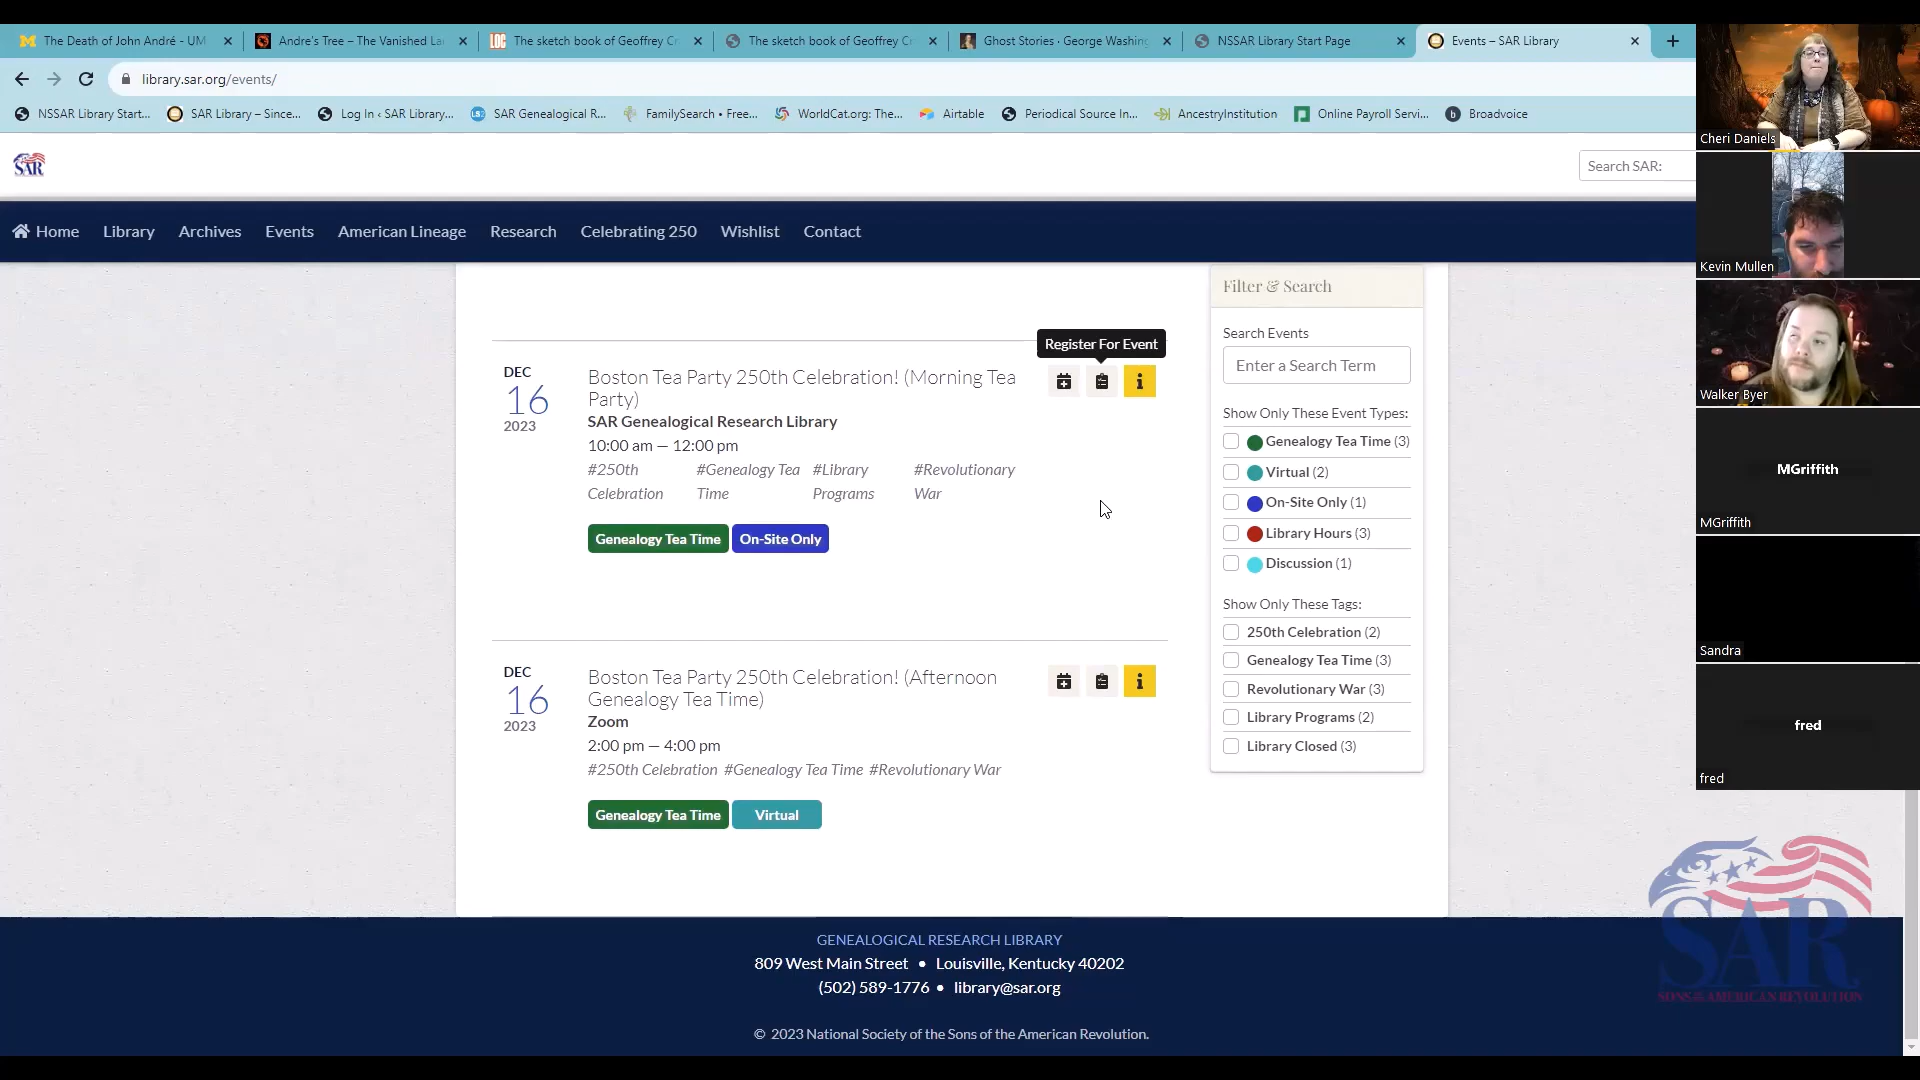 The Death of John André - UM
Andre's Tree – The Vanished La
LOC
The sketch book of Geoffrey Cr
The sketch book of Geoffrey Cr
Ghost Stories · George Washing
NSSAR Library Start Page
Events – SAR Library
library.sar.org/events/
NSSAR Library Start...
SAR Library – Since...
Log In ‹ SAR Library...
SAR Genealogical R...
FamilySearch • Free...
WorldCat.org: The...
Airtable
Periodical Source In...
AncestryInstitution
Online Payroll Servi...
Broadvoice
SAR
Search SAR:
Home
Library
Archives
Events
American Lineage
Research
Celebrating 250
Wishlist
Contact
Register For Event
DEC
16
2023
Boston Tea Party 250th Celebration! (Morning Tea
Party)
SAR Genealogical Research Library
10:00 am — 12:00 pm
#250th Celebration
#Genealogy Tea Time
#Library Programs
#Revolutionary War
Genealogy Tea Time
On-Site Only
DEC
16
2023
Boston Tea Party 250th Celebration! (Afternoon
Genealogy Tea Time)
Zoom
2:00 pm — 4:00 pm
#250th Celebration #Genealogy Tea Time #Revolutionary War
Genealogy Tea Time
Virtual
Filter & Search
Search Events
Enter a Search Term
Show Only These Event Types:
Genealogy Tea Time (3)
Virtual (2)
On-Site Only (1)
Library Hours (3)
Discussion (1)
Show Only These Tags:
250th Celebration (2)
Genealogy Tea Time (3)
Revolutionary War (3)
Library Programs (2)
Library Closed (3)
Cheri Daniels
Kevin Mullen
Walker Byer
MGriffith
MGriffith
Sandra
fred
fred
GENEALOGICAL RESEARCH LIBRARY
809 West Main Street • Louisville, Kentucky 40202
(502) 589-1776 • library@sar.org
© 2023 National Society of the Sons of the American Revolution.
SAR
SONS OF THE AMERICAN REVOLUTION